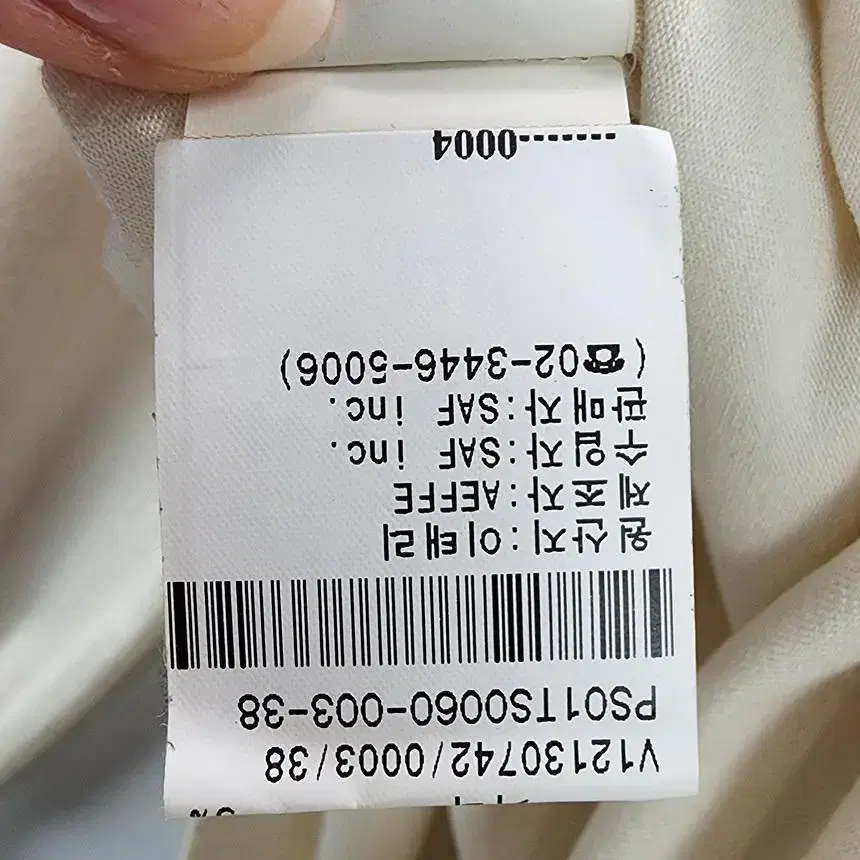 V12130742/0003/38
PS01TS0060-003-38
원산지:이태리
제조자:AEFFE
수입자:SAF inc.
판매자:SAF inc.
(☎02-3446-5006)
-------0004